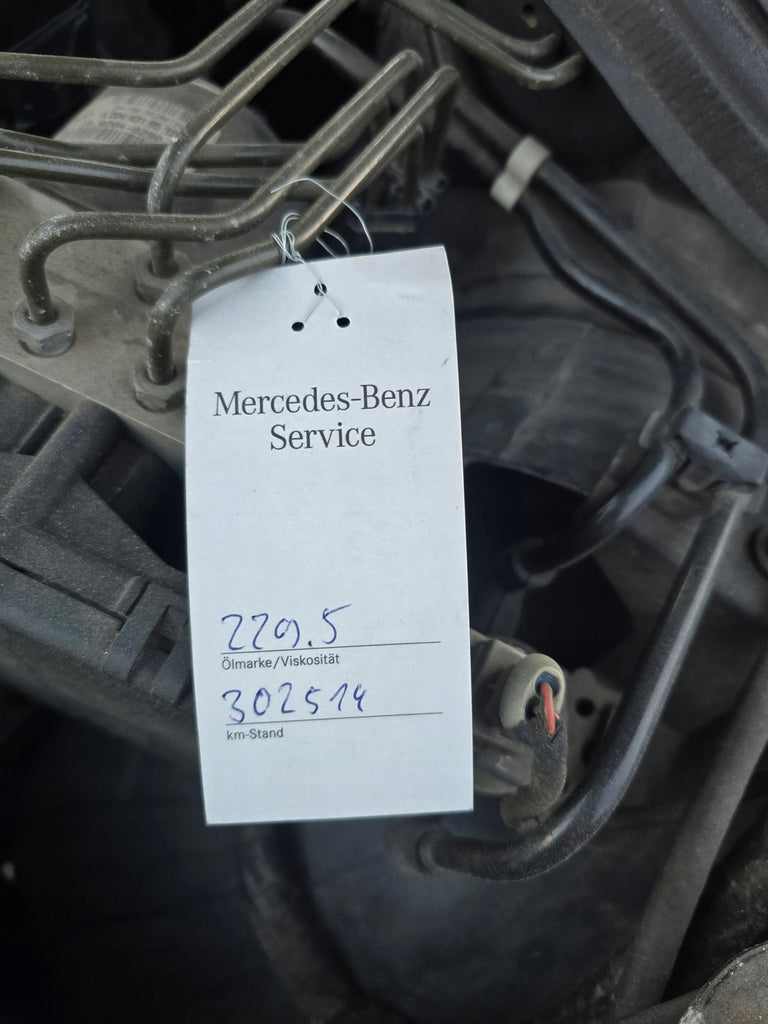 Mercedes-Benz
Service
229.5
Ölmarke/Viskosität
302514
km-Stand